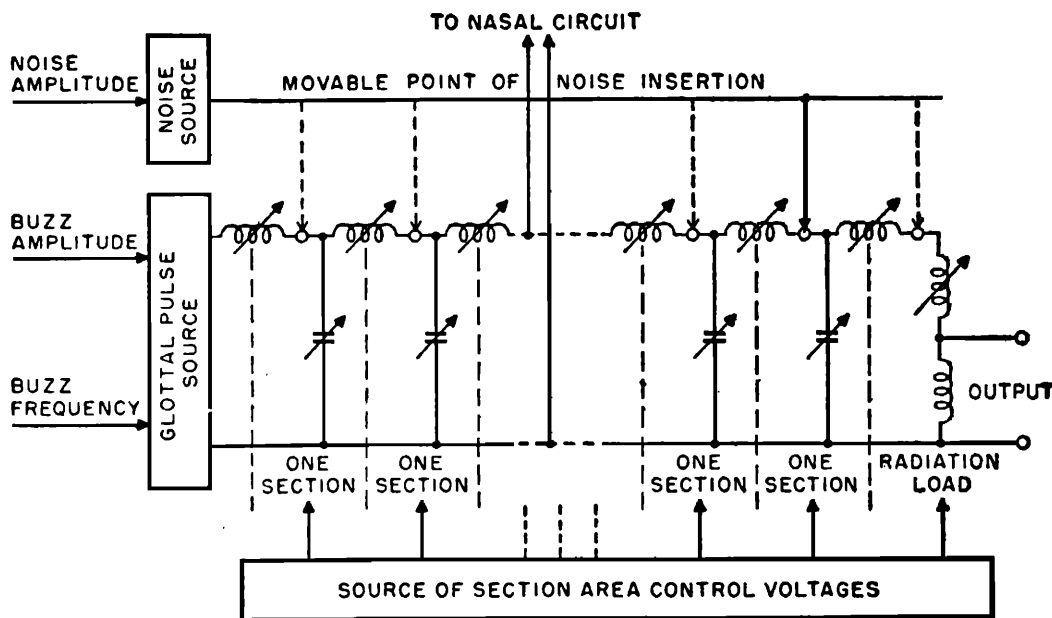 TO NASAL CIRCUIT
NOISE
AMPLITUDE
NOISE
SOURCE
MOVABLE POINT OF NOISE INSERTION
BUZZ
AMPLITUDE
BUZZ
FREQUENCY
GLOTTAL PULSE
SOURCE
OUTPUT
ONE
SECTION
ONE
SECTION
ONE
SECTION
ONE
SECTION
RADIATION
LOAD
SOURCE OF SECTION AREA CONTROL VOLTAGES